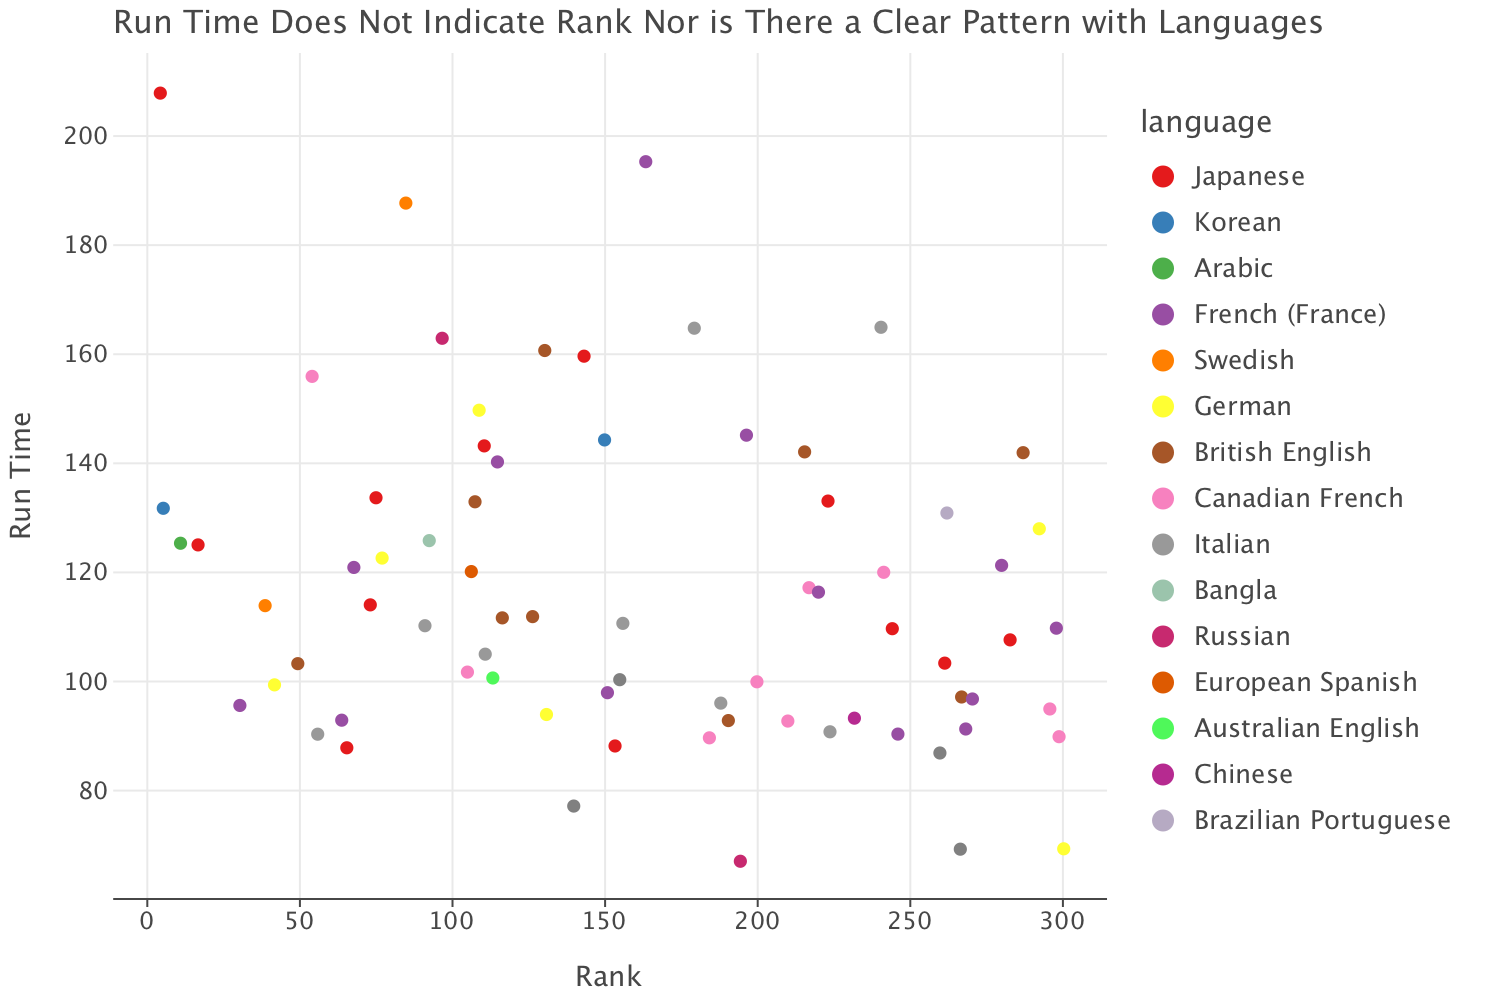 Run Time Does Not Indicate Rank Nor is There a Clear Pattern with Languages
language
Japanese
Korean
Arabic
French (France)
Swedish
German
British English
Canadian French
Italian
Bangla
Russian
European Spanish
Australian English
Chinese
Brazilian Portuguese
Run Time
200
180
160
140
120
100
80
0 50 100 150 200 250 300
Rank